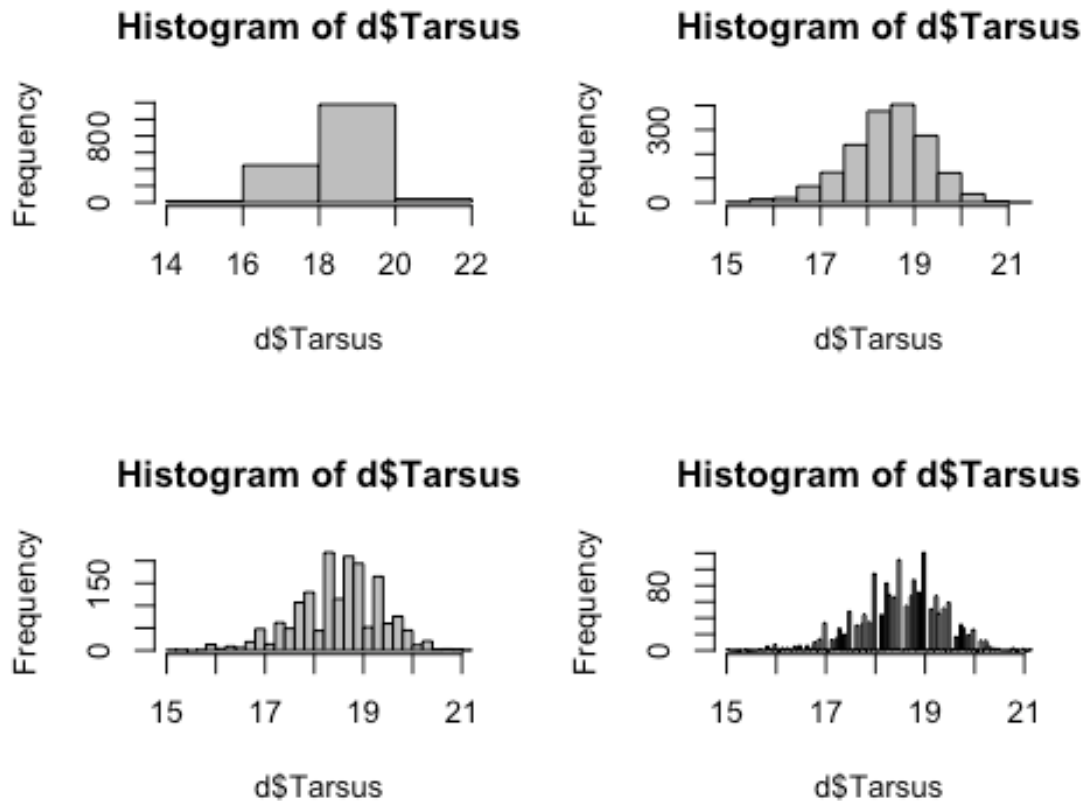 Histogram of d$Tarsus
Frequency
0 800
14 16 18 20 22
d$Tarsus
Histogram of d$Tarsus
Frequency
0 300
15 17 19 21
d$Tarsus
Histogram of d$Tarsus
Frequency
0 150
15 17 19 21
d$Tarsus
Histogram of d$Tarsus
Frequency
0 80
15 17 19 21
d$Tarsus